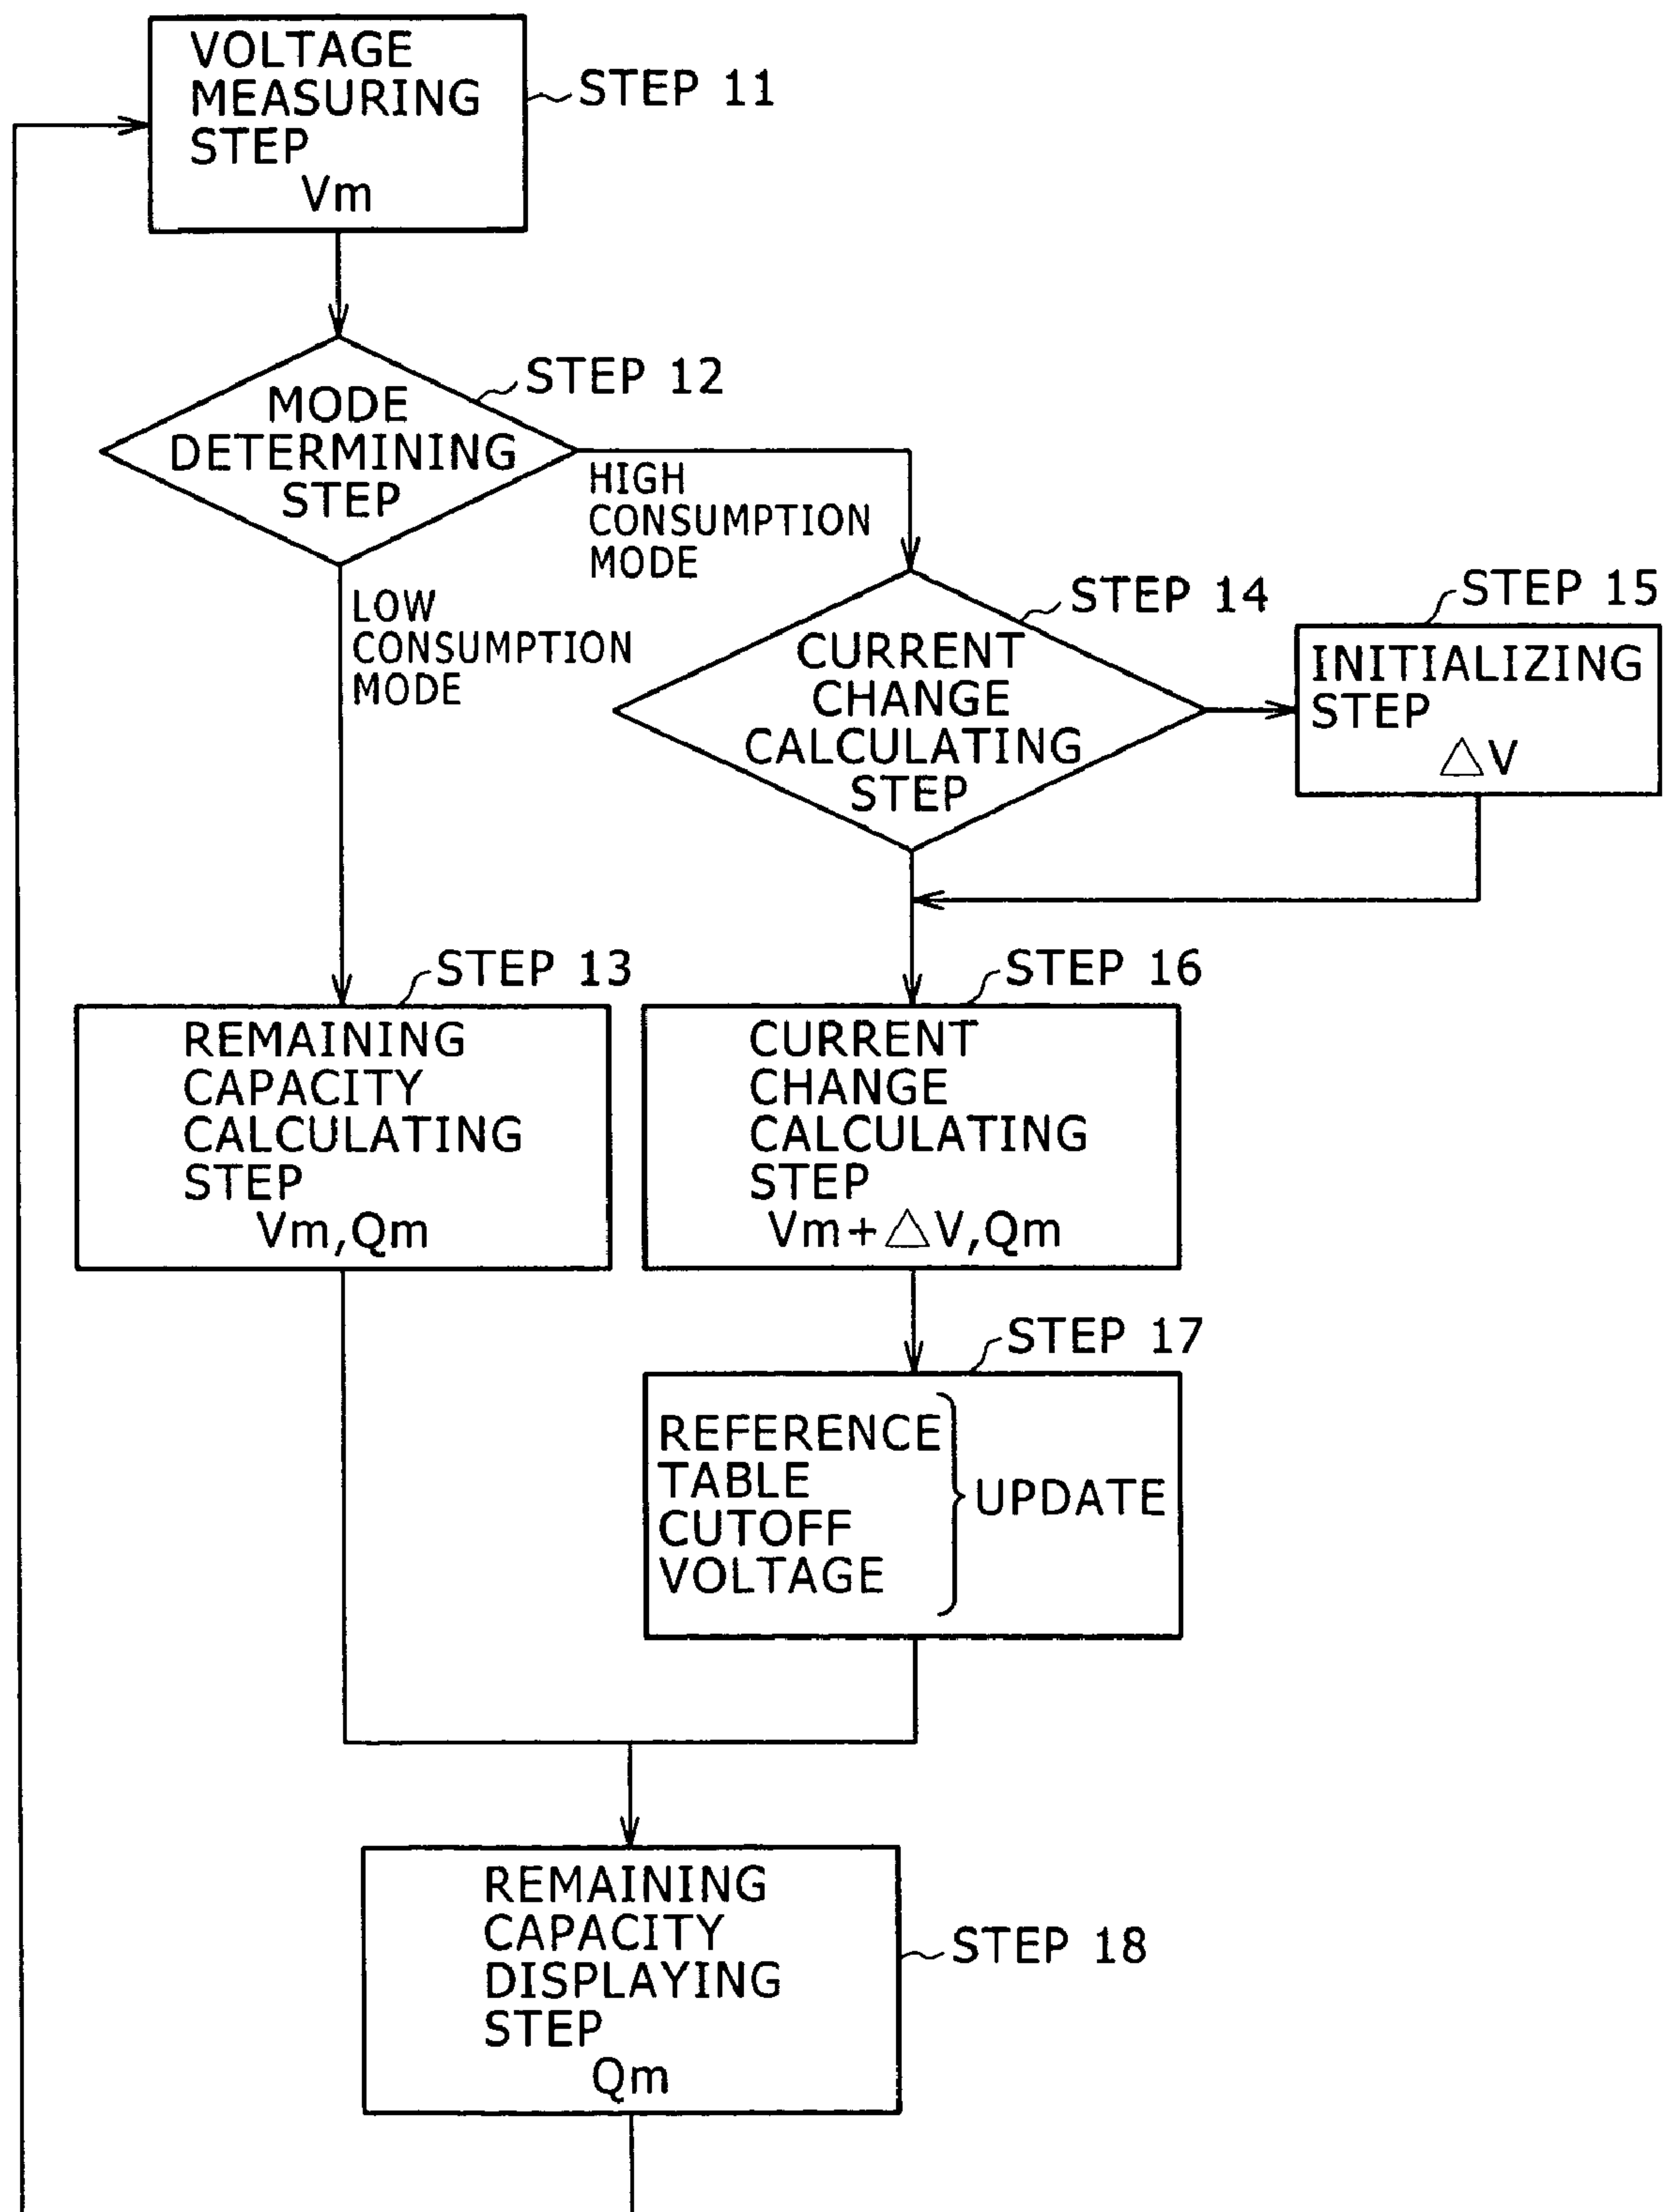 VOLTAGE
MEASURING
STEP
Vm
STEP 11
MODE
DETERMINING
STEP
STEP 12
HIGH
CONSUMPTION
MODE
LOW
CONSUMPTION
MODE
CURRENT
CHANGE
CALCULATING
STEP
STEP 14
STEP 15
INITIALIZING
STEP
△V
STEP 13
REMAINING
CAPACITY
CALCULATING
STEP
Vm,Qm
STEP 16
CURRENT
CHANGE
CALCULATING
STEP
Vm+△V,Qm
STEP 17
REFERENCE
TABLE
CUTOFF
VOLTAGE
UPDATE
REMAINING
CAPACITY
DISPLAYING
STEP
Qm
STEP 18